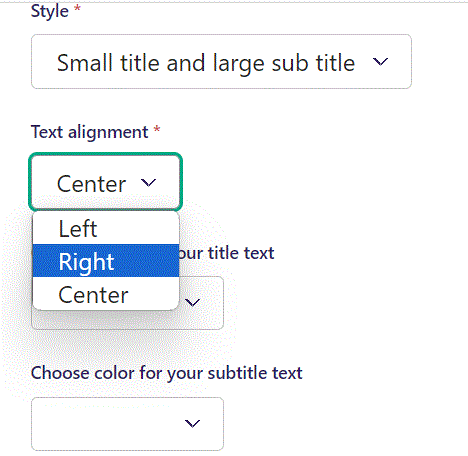 Style *
Small title and large sub title
Text alignment *
Center
Left
Right
our title text
Center
Choose color for your subtitle text